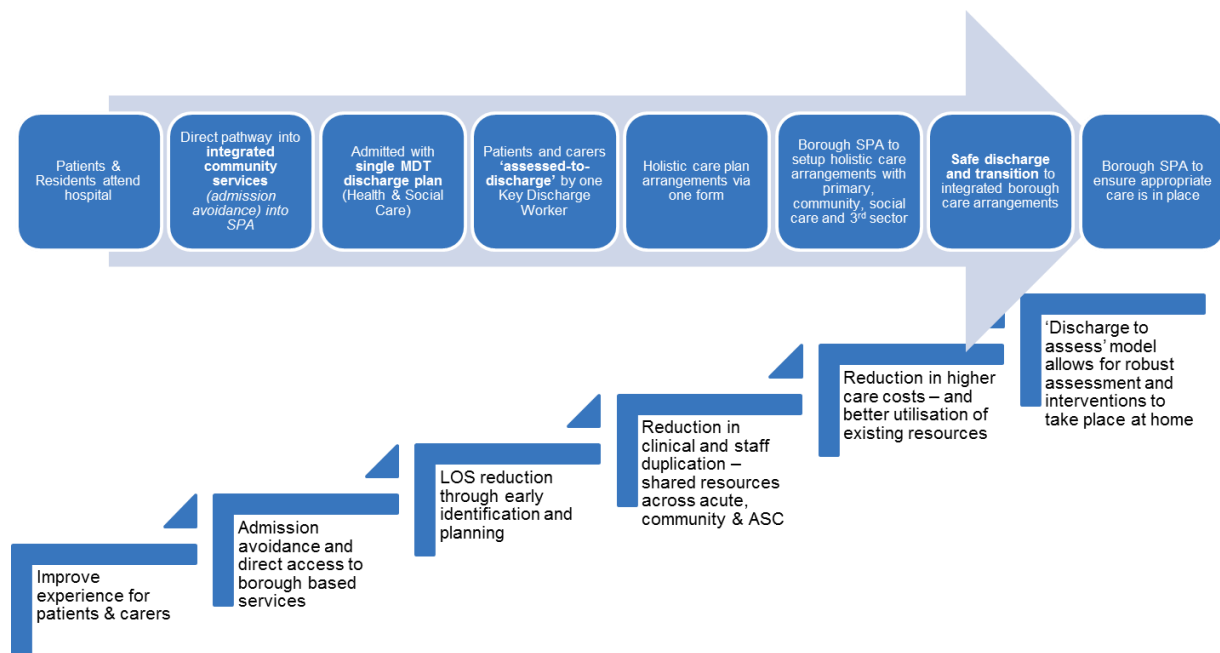 Patients &
Residents attend
hospital
Direct pathway into
integrated
community
services
(admission
avoidance) into
SPA
Admitted with
single MDT
discharge plan
(Health & Social
Care)
Patients and carers
‘assessed-to-
discharge’ by one
Key Discharge
Worker
Holistic care plan
arrangements via
one form
Borough SPA to
setup holistic care
arrangements with
primary,
community, social
care and 3rd sector
Safe discharge
and transition to
integrated borough
care arrangements
Borough SPA to
ensure appropriate
care is in place
Improve
experience for
patients & carers
Admission
avoidance and
direct access to
borough based
services
LOS reduction
through early
identification and
planning
Reduction in
clinical and staff
duplication –
shared resources
across acute,
community & ASC
Reduction in higher
care costs – and
better utilisation of
existing resources
‘Discharge to
assess’ model
allows for robust
assessment and
interventions to
take place at home